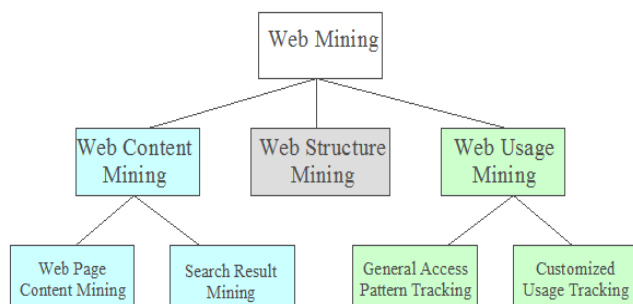 Web Mining
Web Content
Mining
Web Structure
Mining
Web Usage
Mining
Web Page
Content Mining
Search Result
Mining
General Access
Pattern Tracking
Customized
Usage Tracking